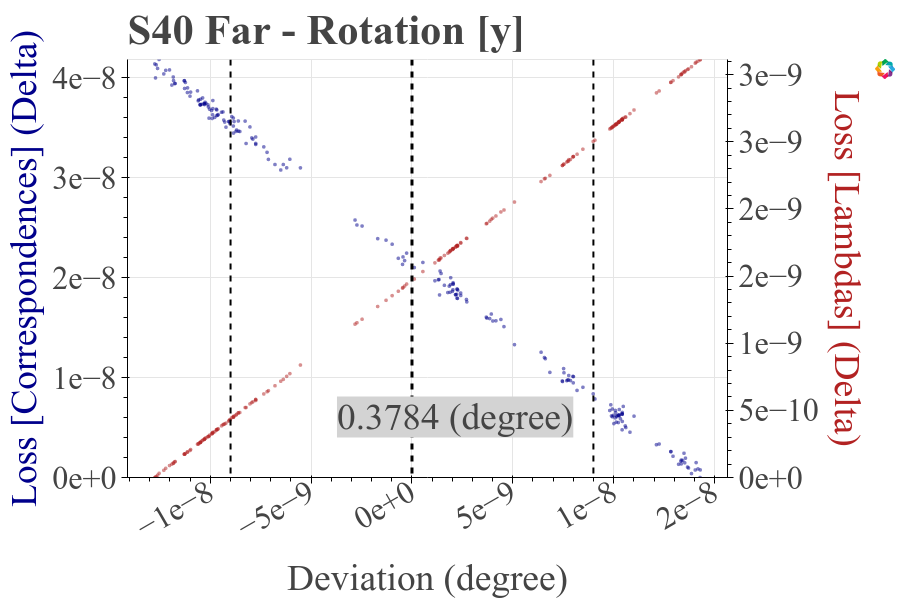 S40 Far - Rotation [y]
Loss [Correspondences] (Delta)
4e−8
3e−8
2e−8
1e−8
0e+0
3e−9
3e−9
2e−9
2e−9
1e−9
5e−10
0e+0
Loss [Lambdas] (Delta)
0.3784 (degree)
−1e−8
−5e−9
0e+0
5e−9
1e−8
2e−8
Deviation (degree)